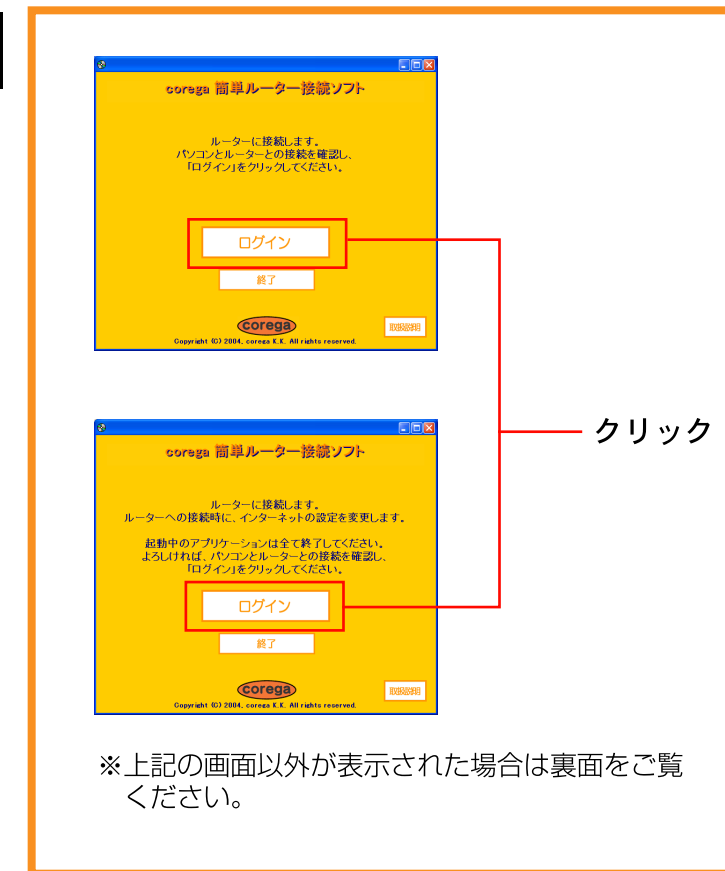 corega 簡単ルーター接続ソフト
ルーターに接続します。
パソコンとルーターとの接続を確認し、
「ログイン」をクリックしてください。
ログイン
終了
corega
取扱説明
Copyright (C) 2004, corega K.K. All rights reserved.
クリック
corega 簡単ルーター接続ソフト
ルーターに接続します。
ルーターへの接続時に、インターネットの設定を変更します。
起動中のアプリケーションは全て終了してください。
よろしければ、パソコンとルーターとの接続を確認し、
「ログイン」をクリックしてください。
ログイン
終了
corega
取扱説明
Copyright (C) 2004, corega K.K. All rights reserved.
※上記の画面以外が表示された場合は裏面をご覧
ください。